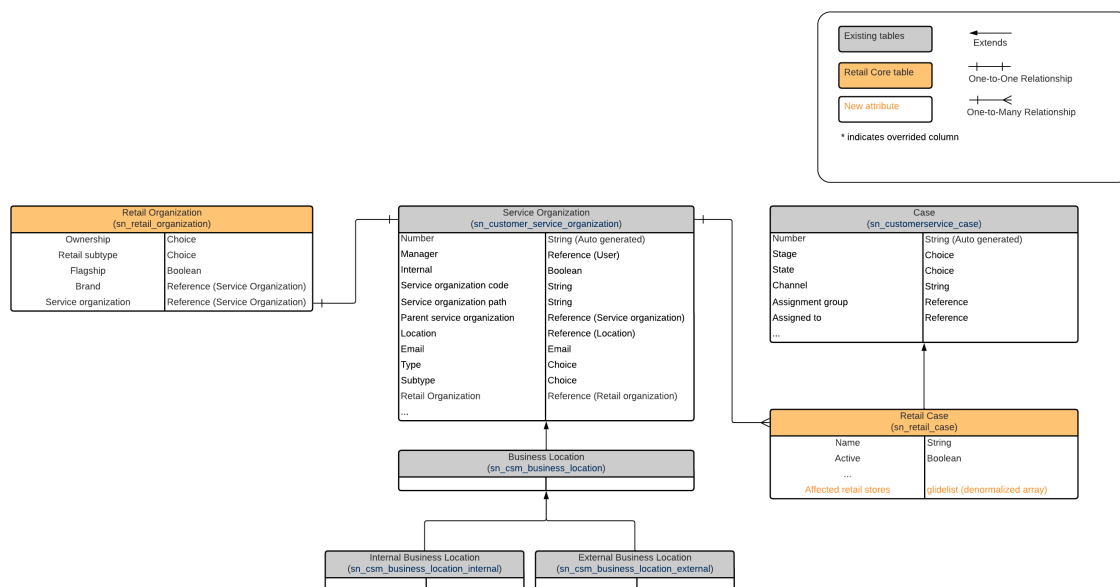 Existing tables
Extends
Retail Core table
One-to-One Relationship
New attribute
One-to-Many Relationship
* indicates overrided column
Retail Organization
(sn_retail_organization)
Ownership Choice
Retail subtype Choice
Flagship Boolean
Brand Reference (Service Organization)
Service organization Reference (Service Organization)
Service Organization
(sn_customer_service_organization)
Number String (Auto generated)
Manager Reference (User)
Internal Boolean
Service organization code String
Service organization path String
Parent service organization Reference (Service organization)
Location Reference (Location)
Email Email
Type Choice
Subtype Choice
Retail Organization Reference (Retail organization)
...
Case
(sn_customerservice_case)
Number String (Auto generated)
Stage Choice
State Choice
Channel String
Assignment group Reference
Assigned to Reference
...
Retail Case
(sn_retail_case)
Name String
Active Boolean
...
Affected retail stores glidelist (denormalized array)
Business Location
(sn_csm_business_location)
Internal Business Location
(sn_csm_business_location_internal)
External Business Location
(sn_csm_business_location_external)